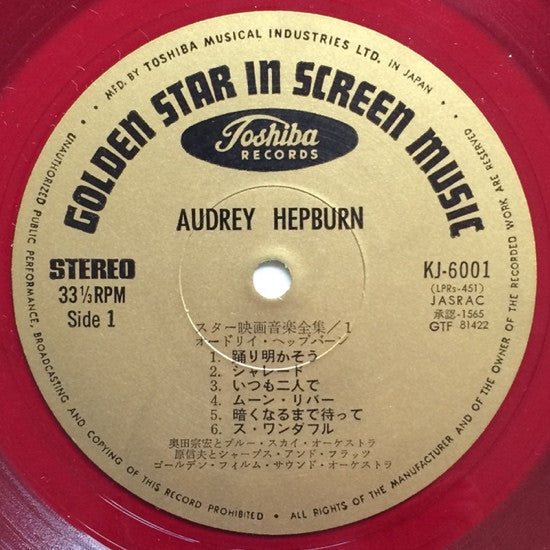 MFD. BY TOSHIBA MUSICAL INDUSTRIES LTD. IN JAPAN
• ALL RIGHTS OF THE MANUFACTURER AND OF THE OWNER OF THE RECORDED WORK ARE RESERVED
• UNAUTHORIZED PUBLIC PERFORMANCE, BROADCASTING AND COPYING OF THIS RECORD PROHIBITED
GOLDEN STAR IN SCREEN MUSIC
Toshiba
RECORDS
AUDREY HEPBURN
STEREO
33⅓RPM
Side 1
KJ-6001
(LPRs-451)
JASRAC
承認-1565
GTF 81422
スター映画音楽全集/1
オードリイ・ヘップバーン
1. 踊り明かそう
2. シャレード
3. いつも二人で
4. ムーン・リバー
5. 暗くなるまで待って
6. ス・ワンダフル
奥田宗宏とブルー・スカイ・オーケストラ
原信夫とシャープス・アンド・フラッツ
ゴールデン・フィルム・サウンド・オーケストラ